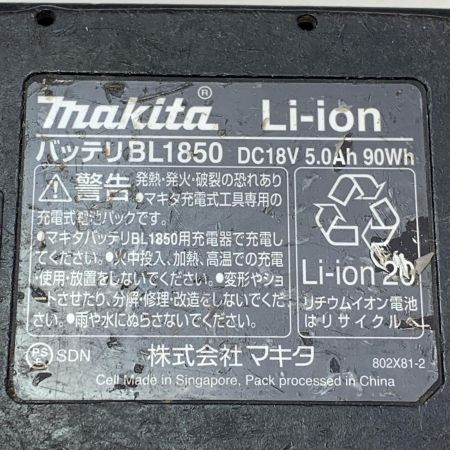 makita® Li-ion
バッテリ BL1850 DC18V 5.0Ah 90Wh
警告 発熱・発火・破裂の恐れあり
●マキタ充電式工具専用の
充電式電池パックです。
●マキタバッテリBL1850用充電器で充電し
てください。●火中投入、加熱、高温での充電・
使用・放置をしないでください。●変形やショ
ートさせたり、分解・修理・改造をしないでくだ
さい。●雨や水にぬらさないでください。
Li-ion 20
リチウムイオン電池
はリサイクルへ
PS SDN 株式会社 マキタ 802X81-2
Cell Made in Singapore, Pack processed in China